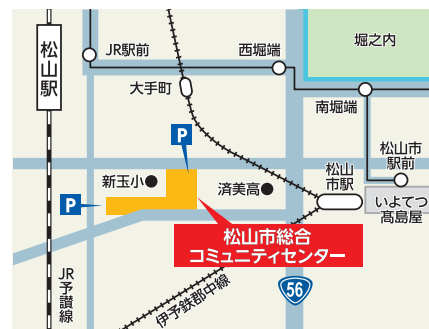 松山駅
JR駅前
西堀端
堀之内
大手町
南堀端
P
松山市
駅前
松山
市駅
新玉小
済美高
P
いよてつ
髙島屋
松山市総合
コミュニティセンター
JR予讃線
伊予鉄郡中線
56